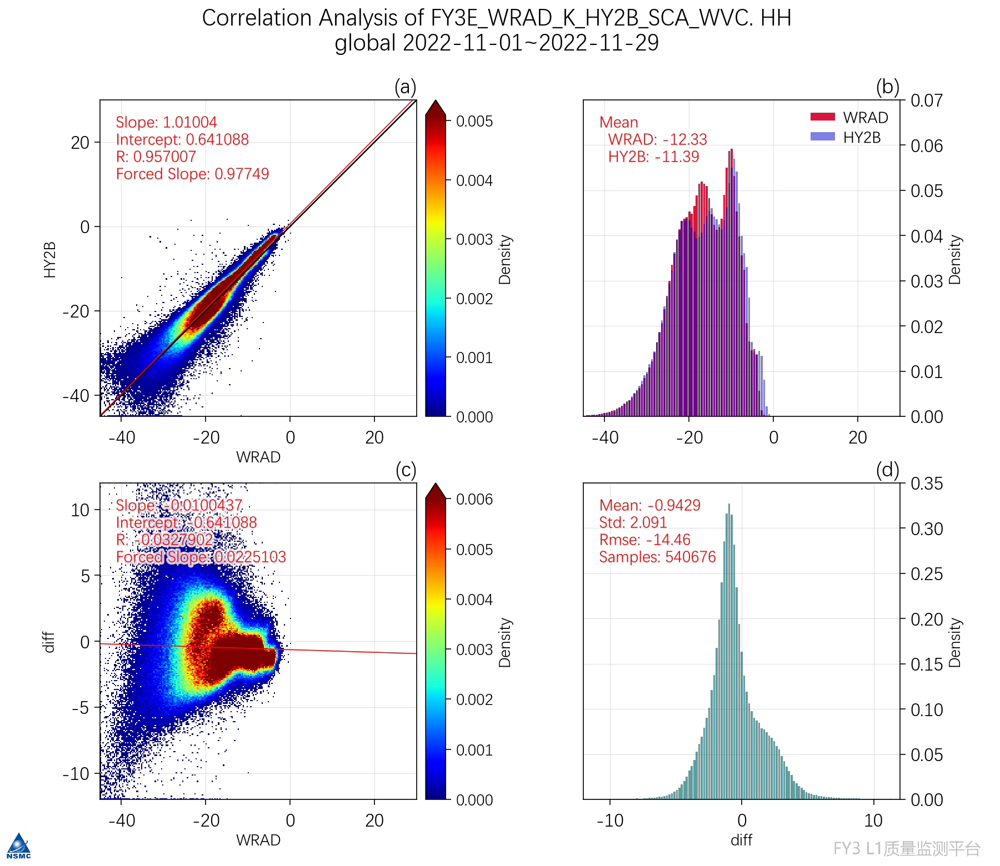 Correlation Analysis of FY3E_WRAD_K_HY2B_SCA_WVC. HH
global 2022-11-01~2022-11-29
(a)
Slope: 1.01004
Intercept: 0.641088
R: 0.957007
Forced Slope: 0.97749
20
0
-20
-40
HY2B
-40
-20
0
20
WRAD
0.005
0.004
0.003
0.002
0.001
0.000
Density
(b)
Mean
WRAD: -12.33
HY2B: -11.39
WRAD
HY2B
0.07
0.06
0.05
0.04
0.03
0.02
0.01
0.00
Density
-40
-20
0
20
(c)
Slope: -0.0100437
Intercept: -0.641088
R: -0.0327902
Forced Slope: 0.0225103
10
5
0
-5
-10
diff
-40
-20
0
20
WRAD
0.006
0.005
0.004
0.003
0.002
0.001
0.000
Density
(d)
Mean: -0.9429
Std: 2.091
Rmse: -14.46
Samples: 540676
0.35
0.30
0.25
0.20
0.15
0.10
0.05
0.00
Density
-10
0
10
diff
NSMC
FY3 L1质量监测平台